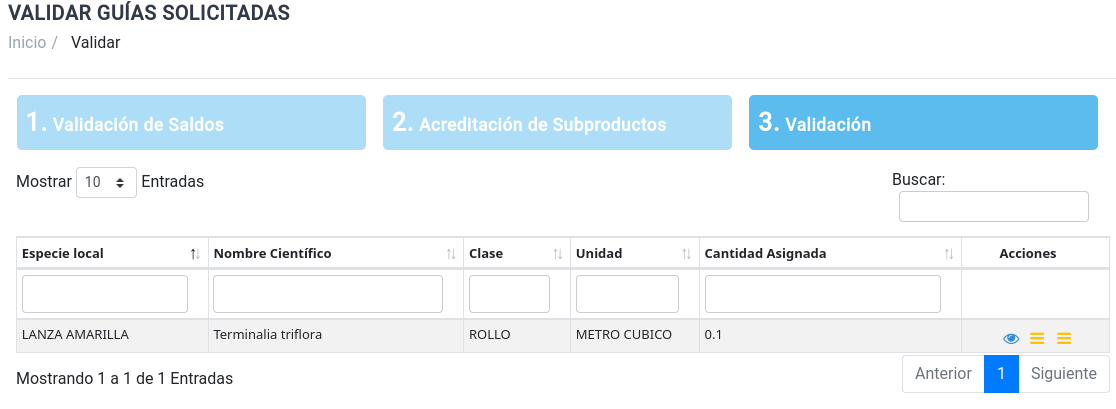 VALIDAR GUÍAS SOLICITADAS
Inicio / Validar
1. Validación de Saldos 2. Acreditación de Subproductos 3. Validación
Mostrar 10 Entradas Buscar:
Especie local Nombre Científico Clase Unidad Cantidad Asignada Acciones
LANZA AMARILLA Terminalia triflora ROLLO METRO CUBICO 0.1
Mostrando 1 a 1 de 1 Entradas Anterior 1 Siguiente